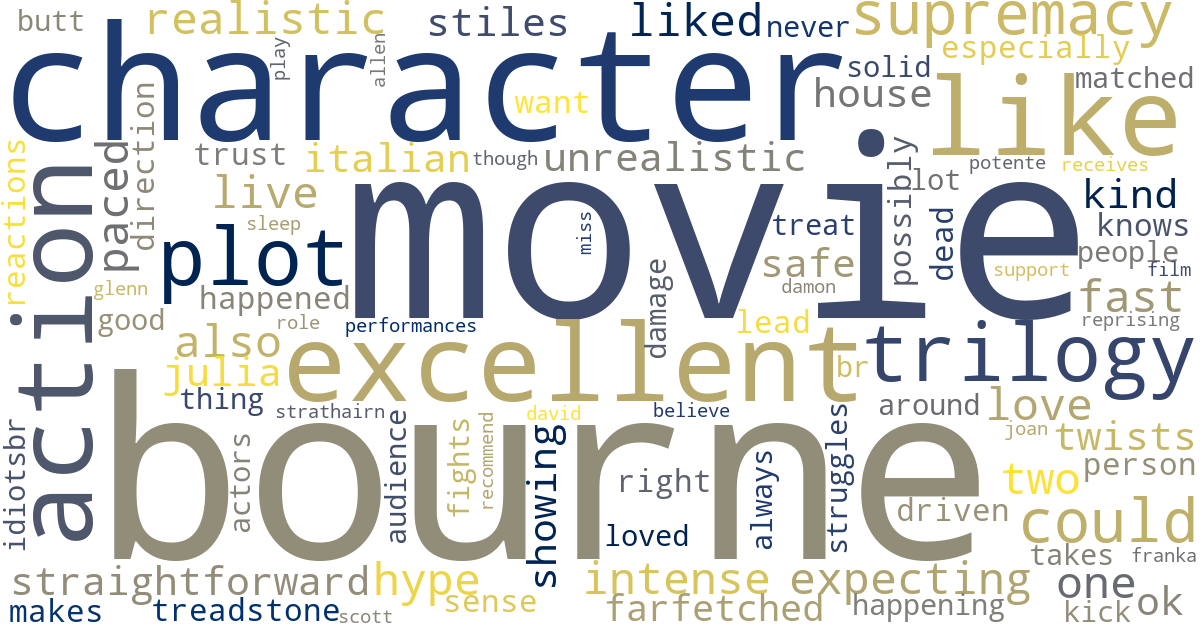 butt
realistic
stiles
liked
never
supremacy
especially
character
play
allen
want
solid
house
like
matched
direction
trust
italian
though
unrealistic
possibly
potente
receives
lot
kind
reactions
action
paced
live
sleep
movie
miss
treat
dead
knows
plot
people
safe
damon
support
film
glenn
happened
damage
fast
good
role
performances
lead
reprising
also
excellent
trilogy
julia
br
thing
strathairn
david
believe
around
love
joan
twists
idiotsbr
bourne
actors
audience
fights
recommend
showing
right
always
struggles
two
person
loved
driven
could
takes
franka
straightforward
hype
intense
expecting
one
ok
makes
treadstone
scott
sense
farfetched
happening
kick